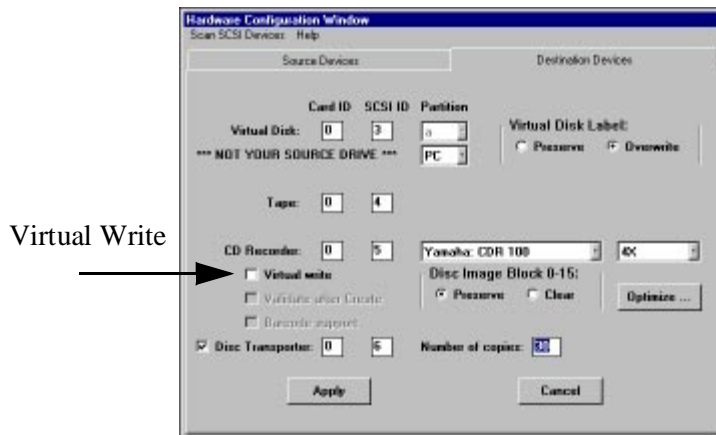 Hardware Configuration Window
Scan SCSI Devices Help
Source Devices Destination Devices
Card ID SCSI ID Partition
Virtual Disk: 0 3 a Virtual Disk Label:
*** NOT YOUR SOURCE DRIVE *** PC Preserve Overwrite
Tape: 0 4
Virtual Write
CD Recorder: 0 5 Yamaha: CDR 100 4X
Virtual write Disc Image Block 0-15:
Validate after Create Preserve Clear Optimize ...
Barcode support
Disc Transporter: 0 6 Number of copies: 30
Apply Cancel